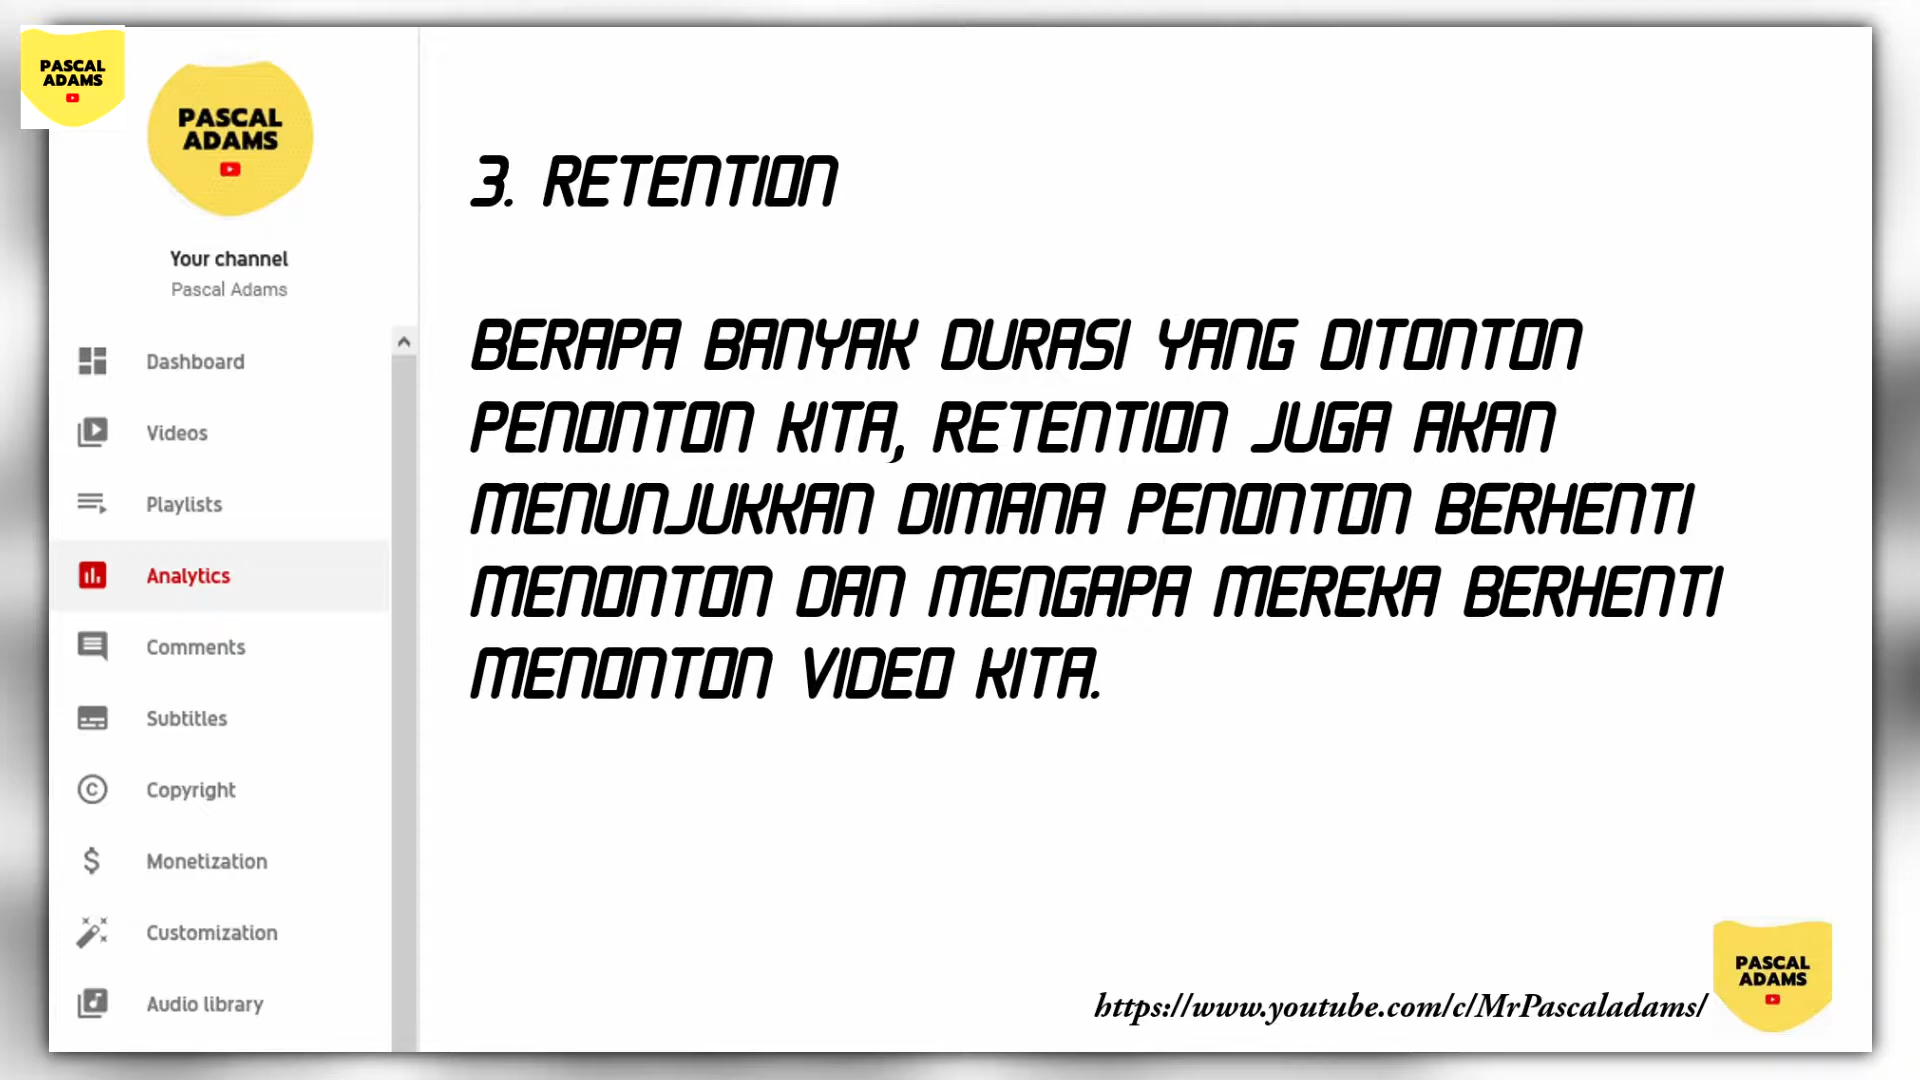 PASCAL
ADAMS
PASCAL
ADAMS
Your channel
Pascal Adams
Dashboard
Videos
Playlists
Analytics
Comments
Subtitles
Copyright
Monetization
Customization
Audio library
3. RETENTION
BERAPA BANYAK DURASI YANG DITONTON
PENONTON KITA, RETENTION JUGA AKAN
MENUNJUKKAN DIMANA PENONTON BERHENTI
MENONTON DAN MENGAPA MEREKA BERHENTI
MENONTON VIDEO KITA.
https://www.youtube.com/c/MrPascaladams/
PASCAL
ADAMS